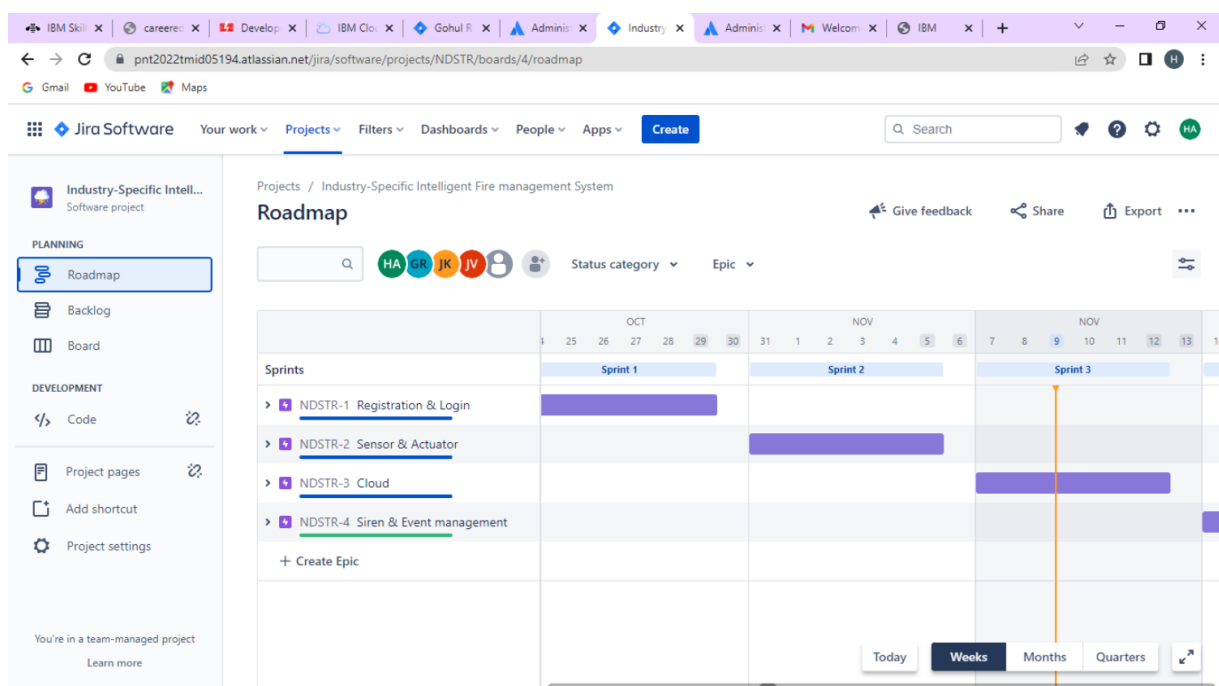 IBM Skil
careered
Develop
IBM Clou
Gohul R
Administ
Industry
Administ
Welcom
IBM
pnt2022tmid05194.atlassian.net/jira/software/projects/NDSTR/boards/4/roadmap
H
Gmail YouTube Maps
Jira Software Your work Projects Filters Dashboards People Apps Create Search HA
Industry-Specific Intell...
Software project
PLANNING
Roadmap
Backlog
Board
DEVELOPMENT
Code
Project pages
Add shortcut
Project settings
You're in a team-managed project
Learn more
Projects / Industry-Specific Intelligent Fire management System
Roadmap
Give feedback Share Export
HA GR JK JV Status category Epic
OCT NOV NOV
25 26 27 28 29 30 31 1 2 3 4 5 6 7 8 9 10 11 12 13
Sprints Sprint 1 Sprint 2 Sprint 3
NDSTR-1 Registration & Login
NDSTR-2 Sensor & Actuator
NDSTR-3 Cloud
NDSTR-4 Siren & Event management
+ Create Epic
Today Weeks Months Quarters